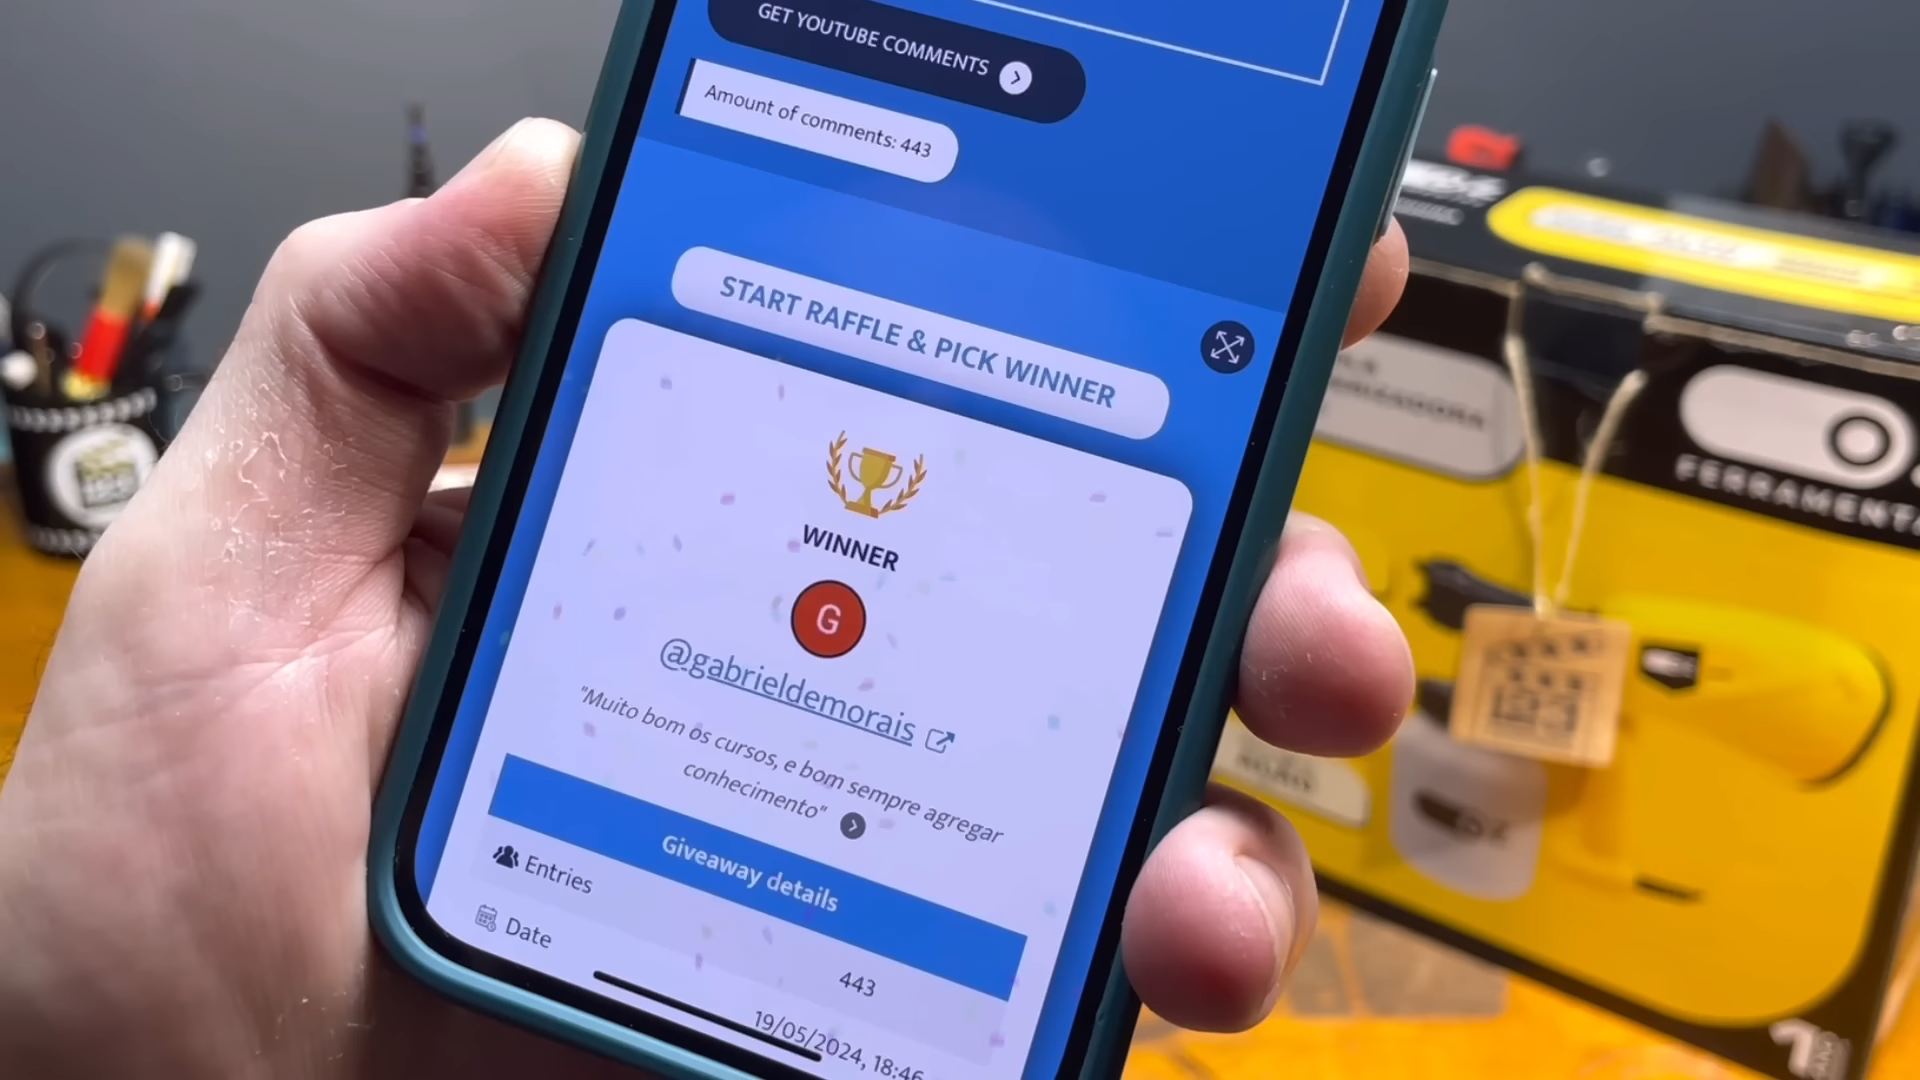 GET YOUTUBE COMMENTS
Amount of comments: 443
START RAFFLE & PICK WINNER
WINNER
G
@gabrieldemorais
"Muito bom os cursos, e bom sempre agregar
conhecimento"
Giveaway details
Entries
443
Date
19/05/2024, 18:46
FERRAMENTA